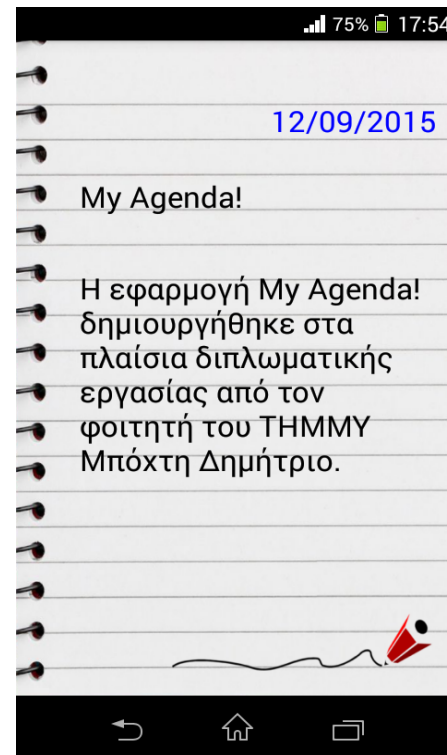 75% 17:54
12/09/2015
My Agenda!
Η εφαρμογή My Agenda!
δημιουργήθηκε στα
πλαίσια διπλωματικής
εργασίας από τον
φοιτητή του ΤΗΜΜΥ
Μπόχτη Δημήτριο.